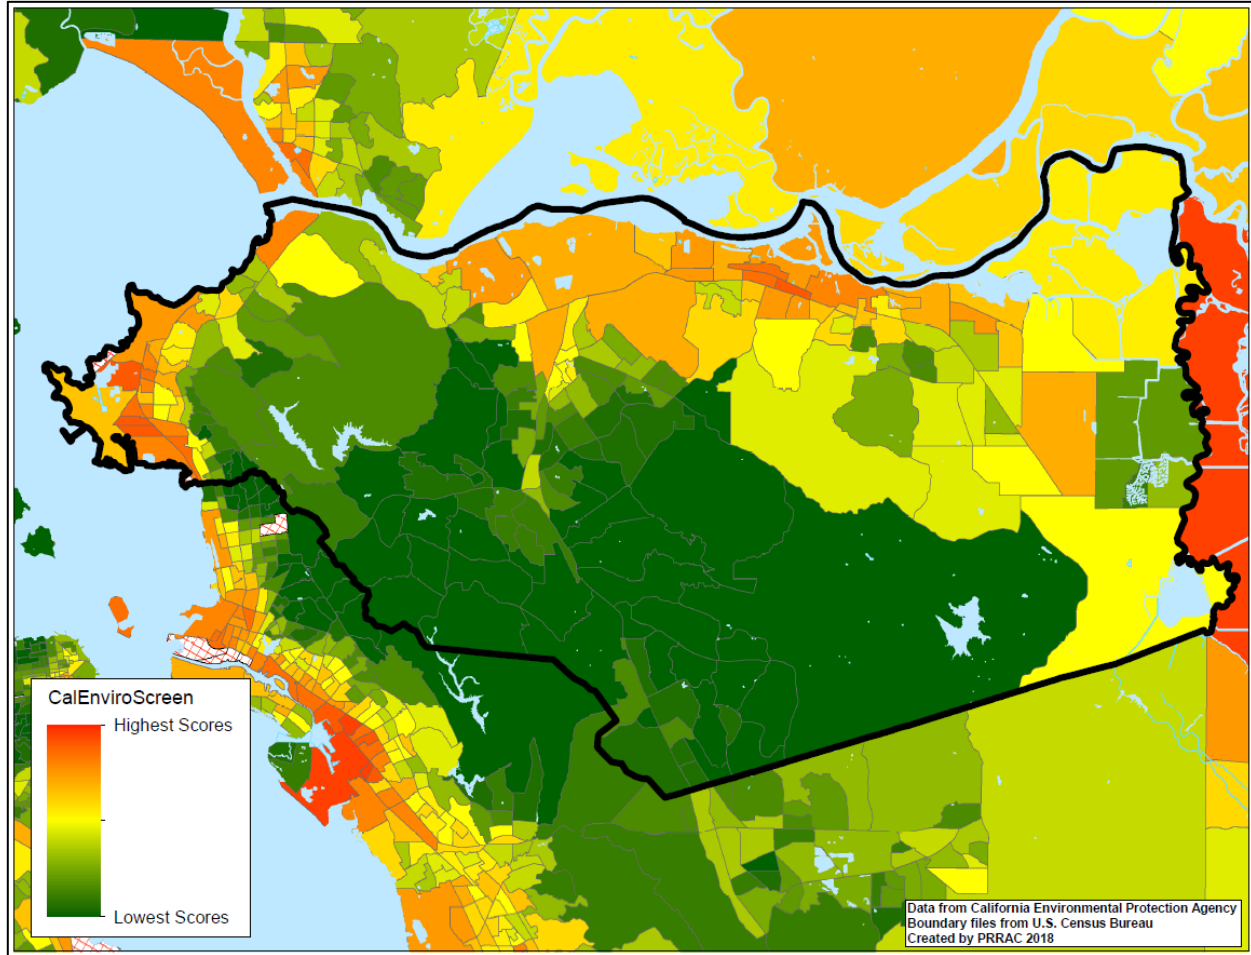 CalEnviroScreen
Highest Scores
Lowest Scores
Data from California Environmental Protection Agency
Boundary files from U.S. Census Bureau
Created by PRRAC 2018